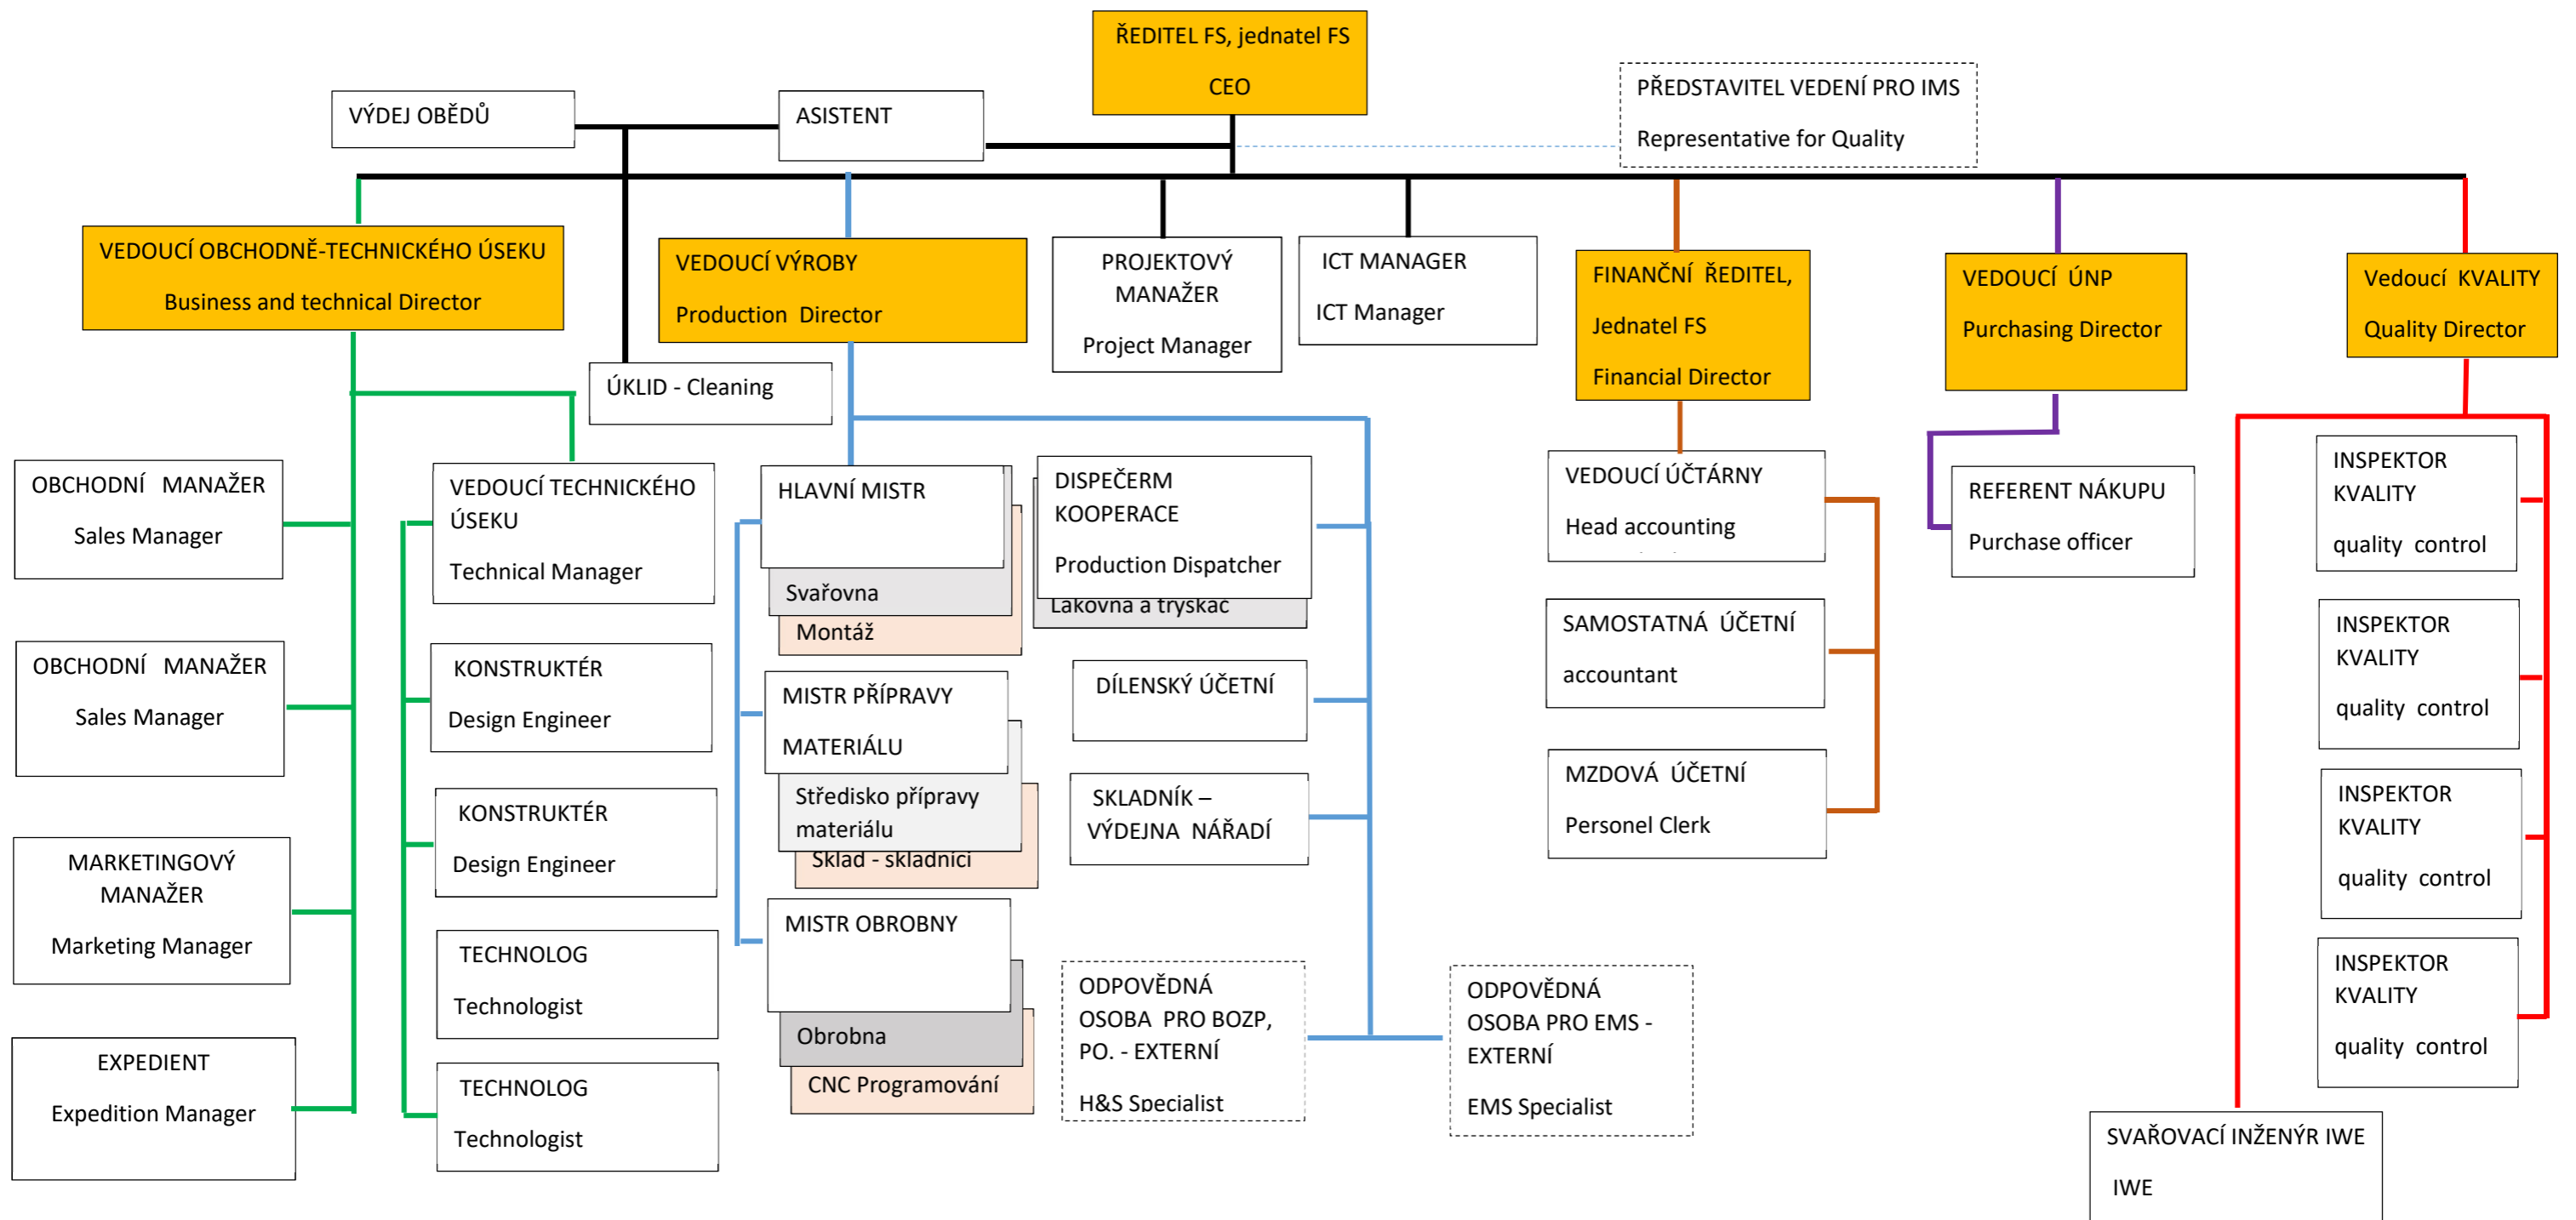 ŘEDITEL FS, jednatel FS
CEO
PŘEDSTAVITEL VEDENÍ PRO IMS
Representative for Quality
VÝDEJ OBĚDŮ
ASISTENT
VEDOUCÍ OBCHODNĚ-TECHNICKÉHO ÚSEKU
Business and technical Director
VEDOUCÍ VÝROBY
Production Director
PROJEKTOVÝ
MANAŽER
Project Manager
ICT MANAGER
ICT Manager
FINANČNÍ ŘEDITEL,
Jednatel FS
Financial Director
VEDOUCÍ ÚNP
Purchasing Director
Vedoucí KVALITY
Quality Director
ÚKLID - Cleaning
OBCHODNÍ MANAŽER
Sales Manager
OBCHODNÍ MANAŽER
Sales Manager
MARKETINGOVÝ
MANAŽER
Marketing Manager
EXPEDIENT
Expedition Manager
VEDOUCÍ TECHNICKÉHO
ÚSEKU
Technical Manager
KONSTRUKTÉR
Design Engineer
KONSTRUKTÉR
Design Engineer
TECHNOLOG
Technologist
TECHNOLOG
Technologist
HLAVNÍ MISTR
Svařovna
Montáž
MISTR PŘÍPRAVY
MATERIÁLU
Středisko přípravy
materiálu
Sklad - skladníci
MISTR OBROBNY
Obrobna
CNC Programování
DISPEČERM
KOOPERACE
Production Dispatcher
Lakovna a tryskač
DÍLENSKÝ ÚČETNÍ
SKLADNÍK –
VÝDEJNA NÁŘADÍ
ODPOVĚDNÁ
OSOBA PRO BOZP,
PO. - EXTERNÍ
H&S Specialist
ODPOVĚDNÁ
OSOBA PRO EMS -
EXTERNÍ
EMS Specialist
VEDOUCÍ ÚČTÁRNY
Head accounting
SAMOSTATNÁ ÚČETNÍ
accountant
MZDOVÁ ÚČETNÍ
Personel Clerk
REFERENT NÁKUPU
Purchase officer
INSPEKTOR
KVALITY
quality control
INSPEKTOR
KVALITY
quality control
INSPEKTOR
KVALITY
quality control
INSPEKTOR
KVALITY
quality control
SVAŘOVACÍ INŽENÝR IWE
IWE